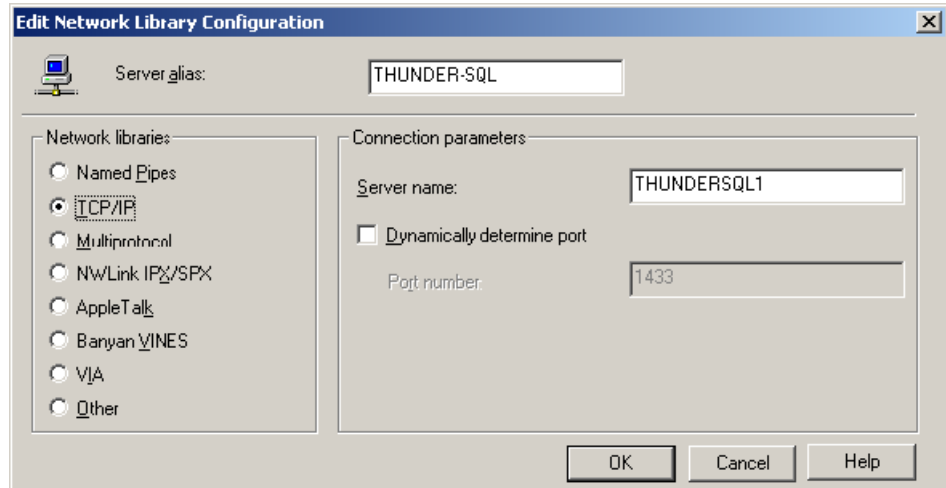 Edit Network Library Configuration
Server alias:
THUNDER-SQL
Network libraries
Named Pipes
TCP/IP
Multiprotocol
NWLink IPX/SPX
AppleTalk
Banyan VINES
VIA
Other
Connection parameters
Server name:
THUNDERSQL1
Dynamically determine port
Port number:
1433
OK
Cancel
Help